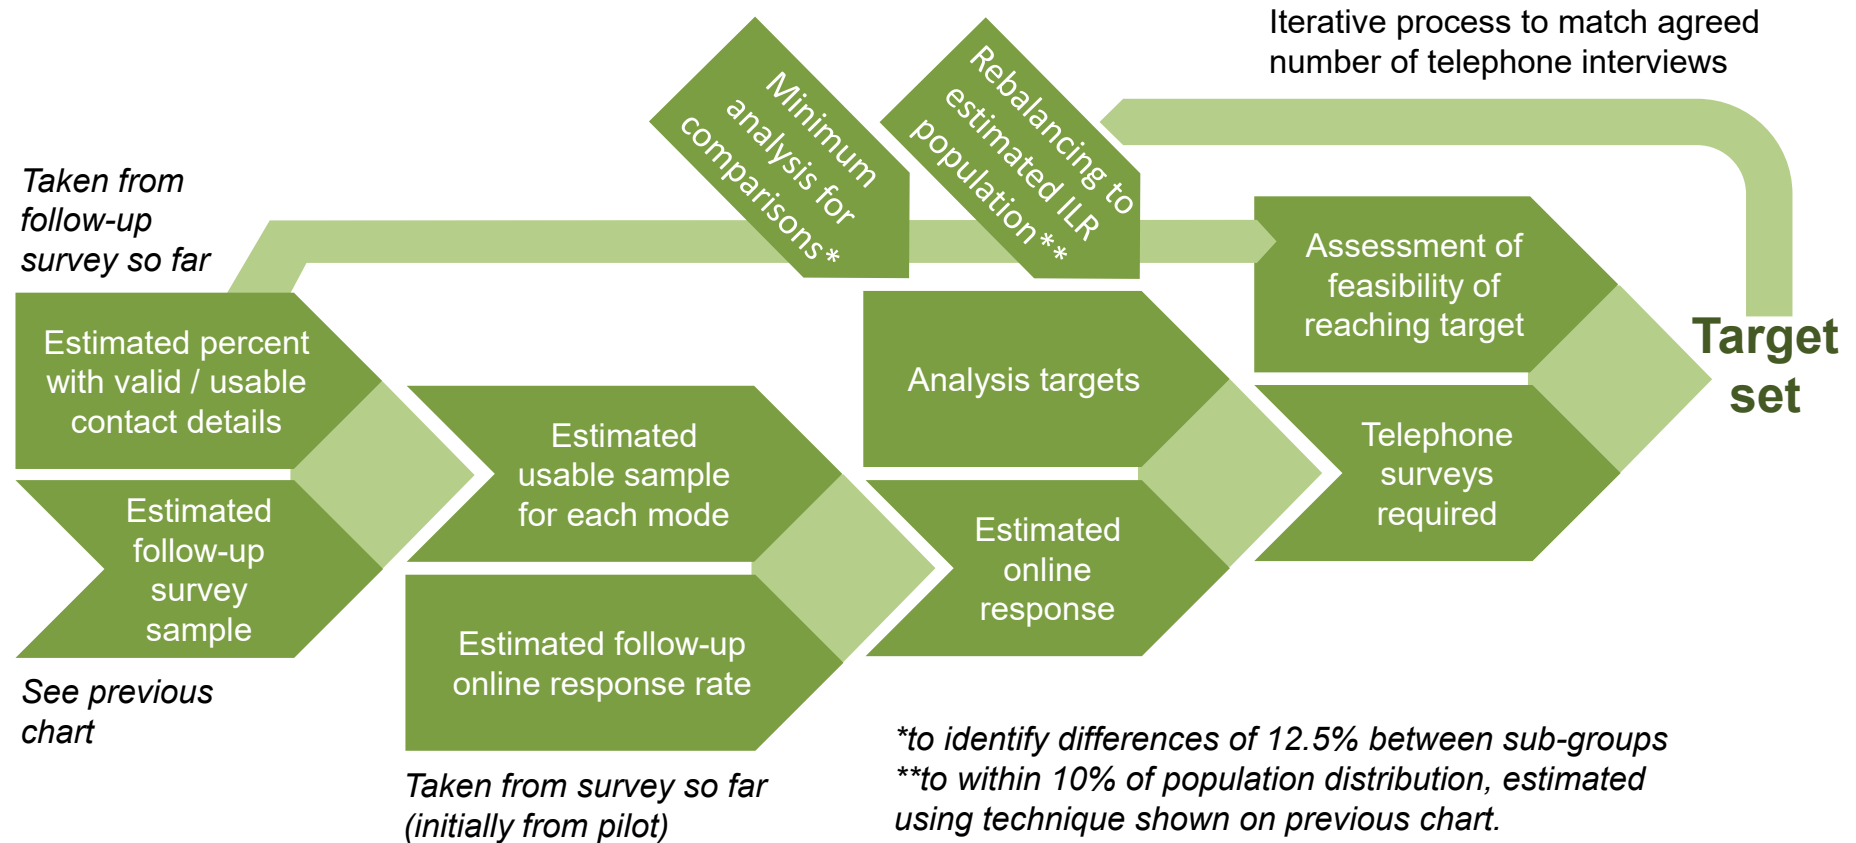 Iterative process to match agreed
number of telephone interviews
Minimum
analysis for
comparisons*
Rebalancing to
estimated ILR
population**
Taken from
follow-up
survey so far
Estimated percent
with valid / usable
contact details
Estimated
follow-up
survey
sample
See previous
chart
Estimated
usable sample
for each mode
Estimated follow-up
online response rate
Taken from survey so far
(initially from pilot)
Analysis targets
Estimated
online
response
Assessment of
feasibility of
reaching target
Telephone
surveys
required
Target
set
*to identify differences of 12.5% between sub-groups
**to within 10% of population distribution, estimated
using technique shown on previous chart.